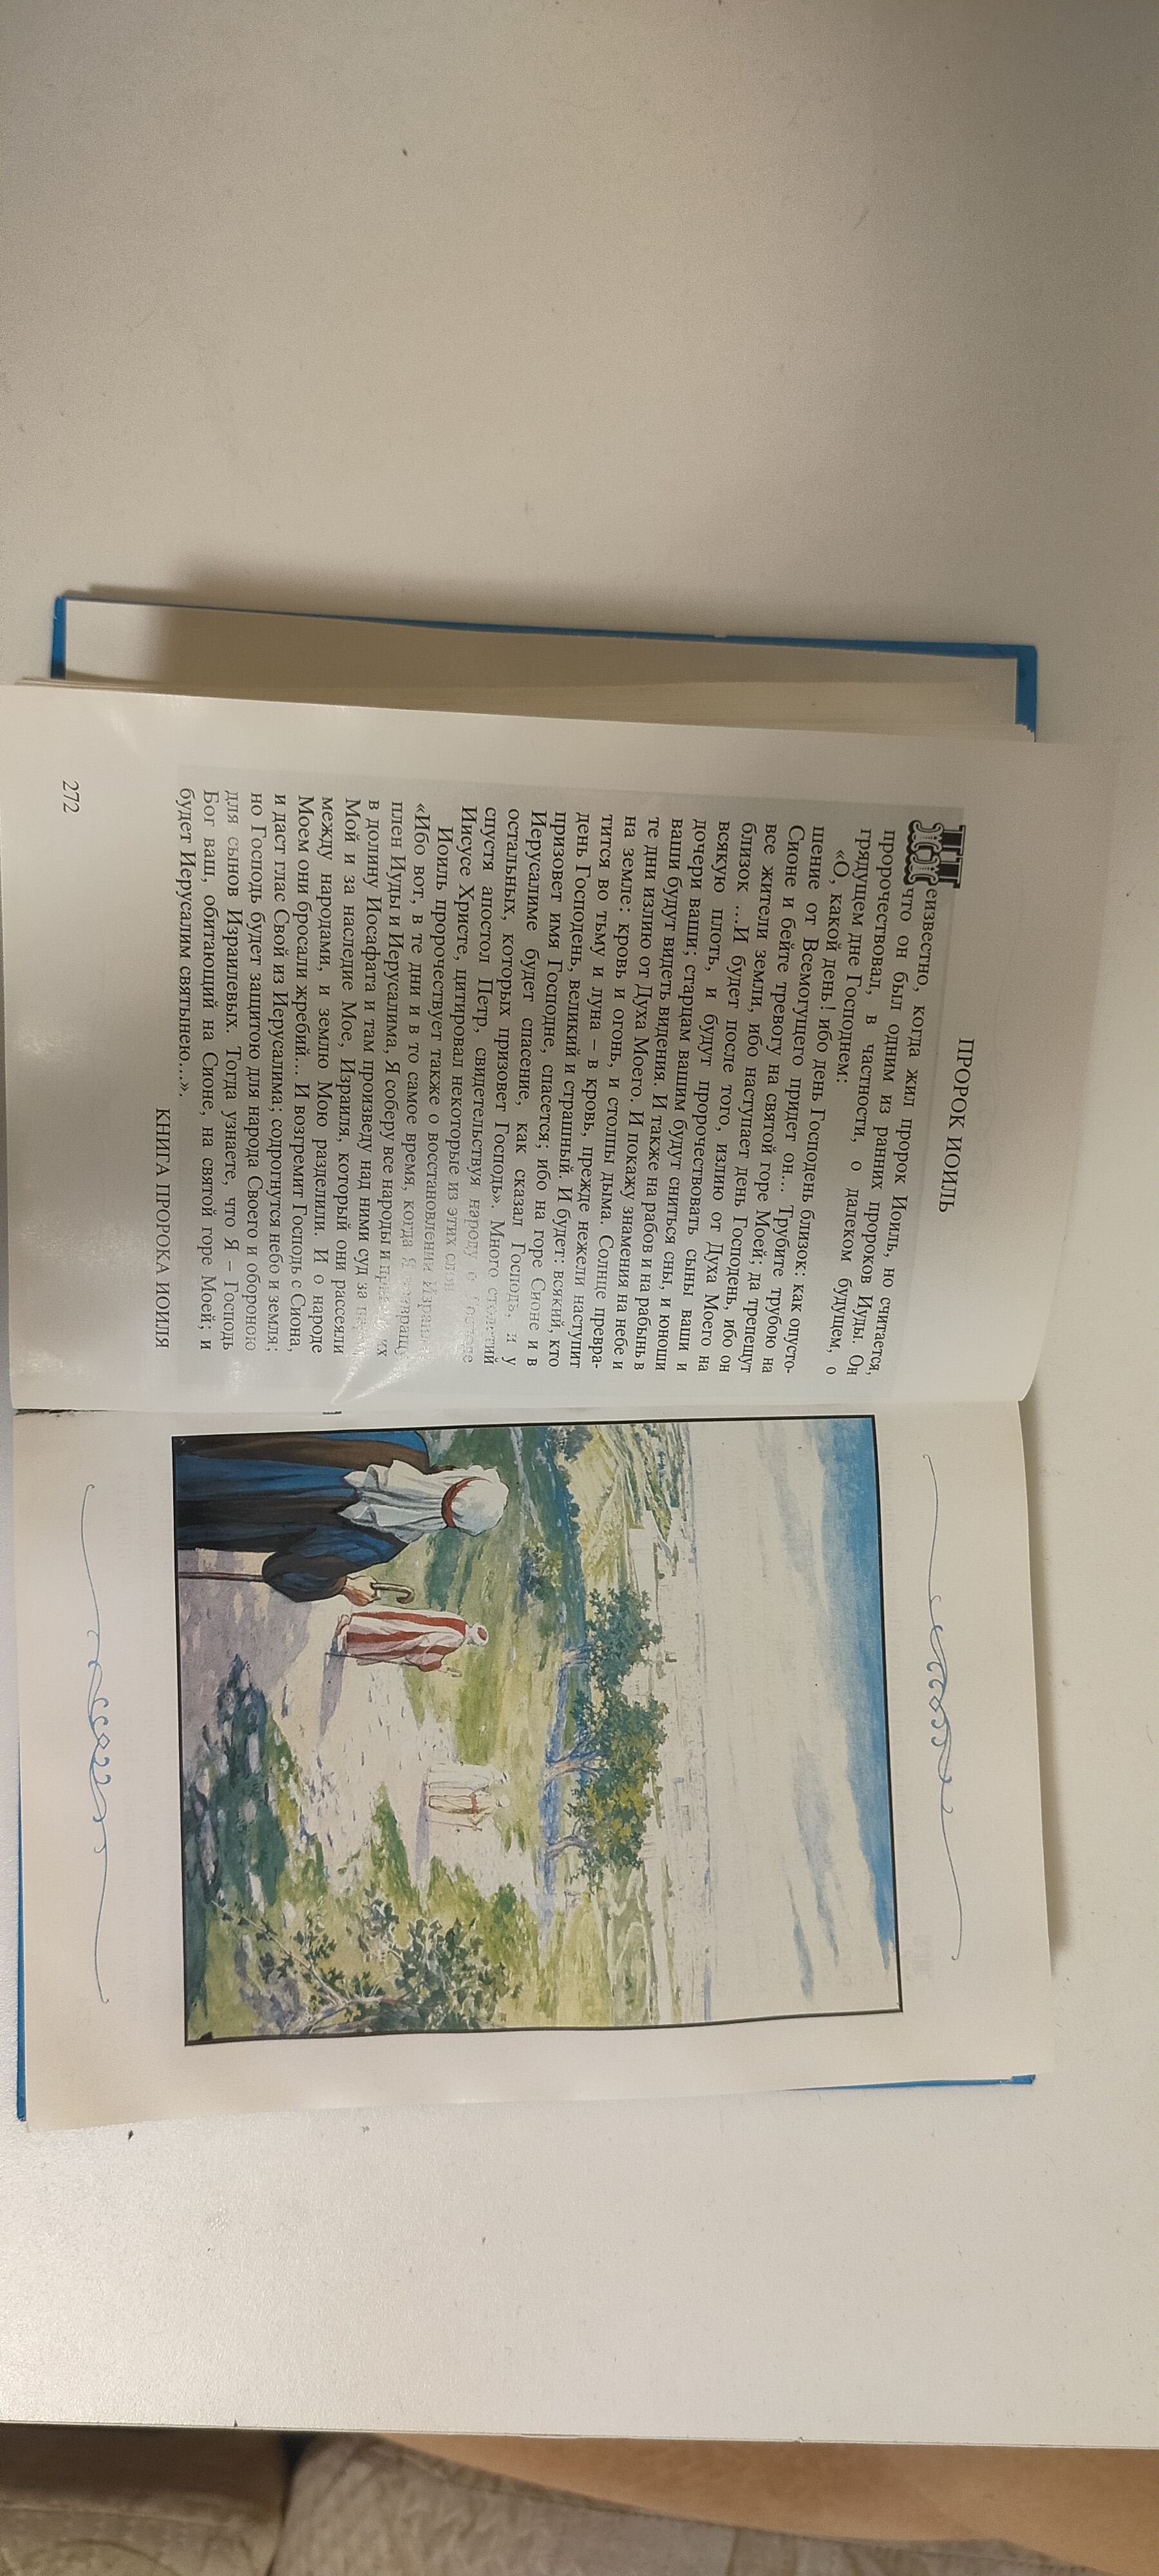 ПРОРОК ИОИЛЬ
Неизвестно, когда жил пророк Иоиль, но считается,
что он был одним из ранних пророков Иуды. Он
пророчествовал, в частности, о далеком будущем, о
грядущем дне Господнем:
«О, какой день! ибо день Господень близок: как опусто-
шение от Всемогущего придет он... Трубите трубою на
Сионе и бейте тревогу на святой горе Моей; да трепещут
все жители земли, ибо наступает день Господень, ибо он
близок ...И будет после того, излию от Духа Моего на
всякую плоть, и будут пророчествовать сыны ваши и
дочери ваши; старцам вашим будут сниться сны, и юноши
ваши будут видеть видения. И также на рабов и на рабынь в
те дни излию от Духа Моего. И покажу знамения на небе и
на земле: кровь и огонь, и столпы дыма. Солнце превра-
тится во тьму и луна – в кровь, прежде нежели наступит
день Господень, великий и страшный. И будет: всякий, кто
призовет имя Господне, спасется; ибо на горе Сионе и в
Иерусалиме будет спасение, как сказал Господь, и у
остальных, которых призовет Господь». Много столетий
спустя апостол Петр, свидетельствуя народу о Господе
Иисусе Христе, цитировал некоторые из этих слов
Иоиль пророчествует также о восстановлении Израиля
«Ибо вот, в те дни и в то самое время, когда Я возвращу
плен Иуды и Иерусалима, Я соберу все народы и их
в долину Иосафата и там произведу над ними суд за
Мой и за наследие Мое, Израиля, который они рассеяли
между народами, и землю Мою разделили. И о народе
Моем они бросали жребий... И возгремит Господь с Сиона,
и даст глас Свой из Иерусалима; содрогнутся небо и земля;
но Господь будет защитою для народа Своего и обороною
для сынов Израилевых. Тогда узнаете, что Я – Господь
Бог ваш, обитающий на Сионе, на святой горе Моей; и
будет Иерусалим святынею...».
КНИГА ПРОРОКА ИОИЛЯ
272